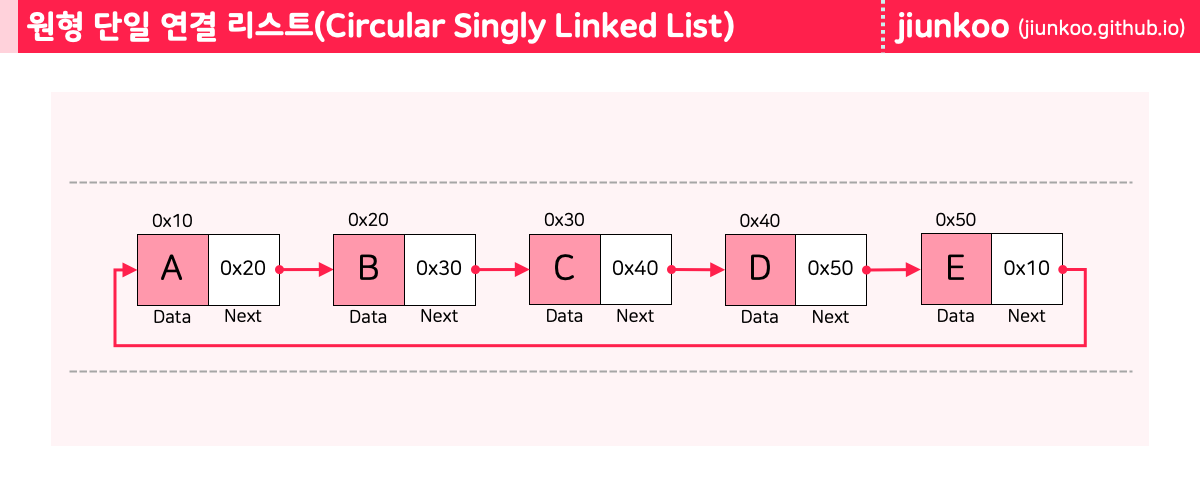 원형 단일 연결 리스트(Circular Singly Linked List)
jiunkoo (jiunkoo.github.io)
0x10 0x20 0x30 0x40 0x50
A 0x20 B 0x30 C 0x40 D 0x50 E 0x10
Data Next Data Next Data Next Data Next Data Next